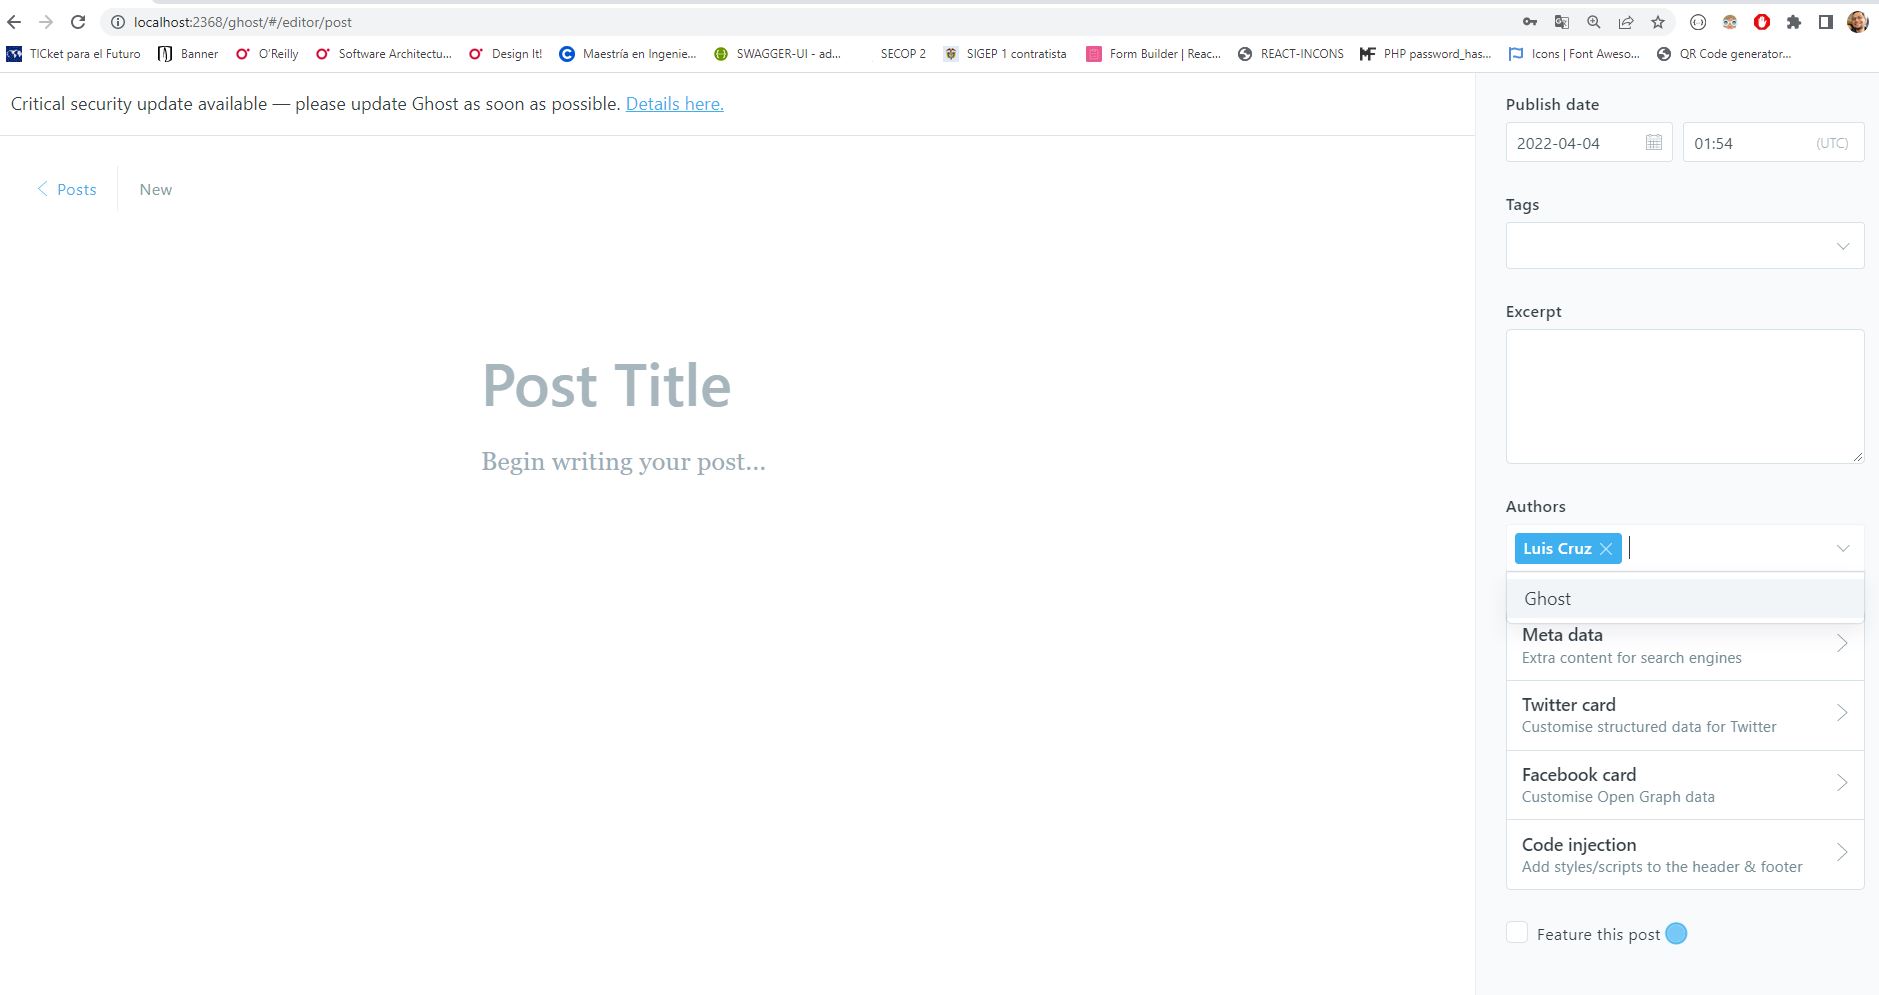 localhost:2368/ghost/#/editor/post
TICket para el Futuro Banner O'Reilly Software Architectu... Design It! Maestría en Ingenie... SWAGGER-UI - ad... SECOP 2 SIGEP 1 contratista Form Builder | Reac... REACT-INCONS PHP password_has... Icons | Font Aweso... QR Code generator...
Critical security update available — please update Ghost as soon as possible. Details here.
Posts New
Post Title
Begin writing your post...
Publish date
2022-04-04 01:54 (UTC)
Tags
Excerpt
Authors
Luis Cruz
Ghost
Meta data
Extra content for search engines
Twitter card
Customise structured data for Twitter
Facebook card
Customise Open Graph data
Code injection
Add styles/scripts to the header & footer
Feature this post